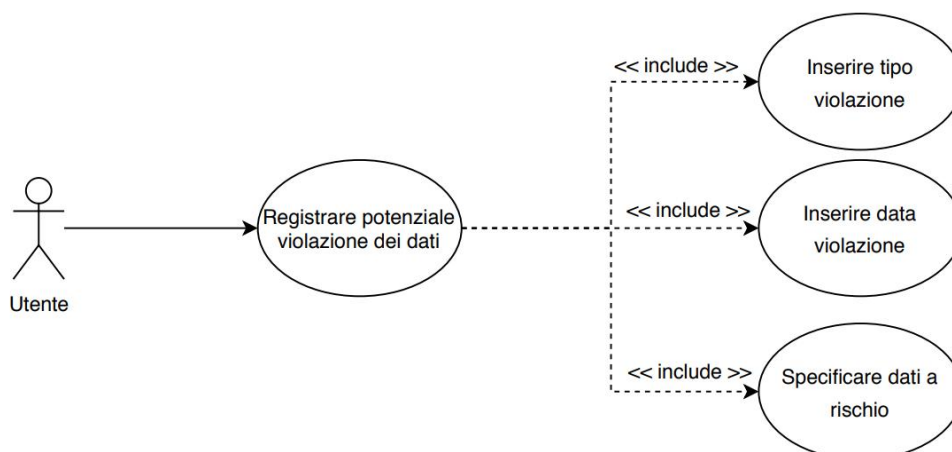 << include >>
Inserire tipo
violazione
Utente
Registrare potenziale
violazione dei dati
<< include >>
Inserire data
violazione
<< include >>
Specificare dati a
rischio